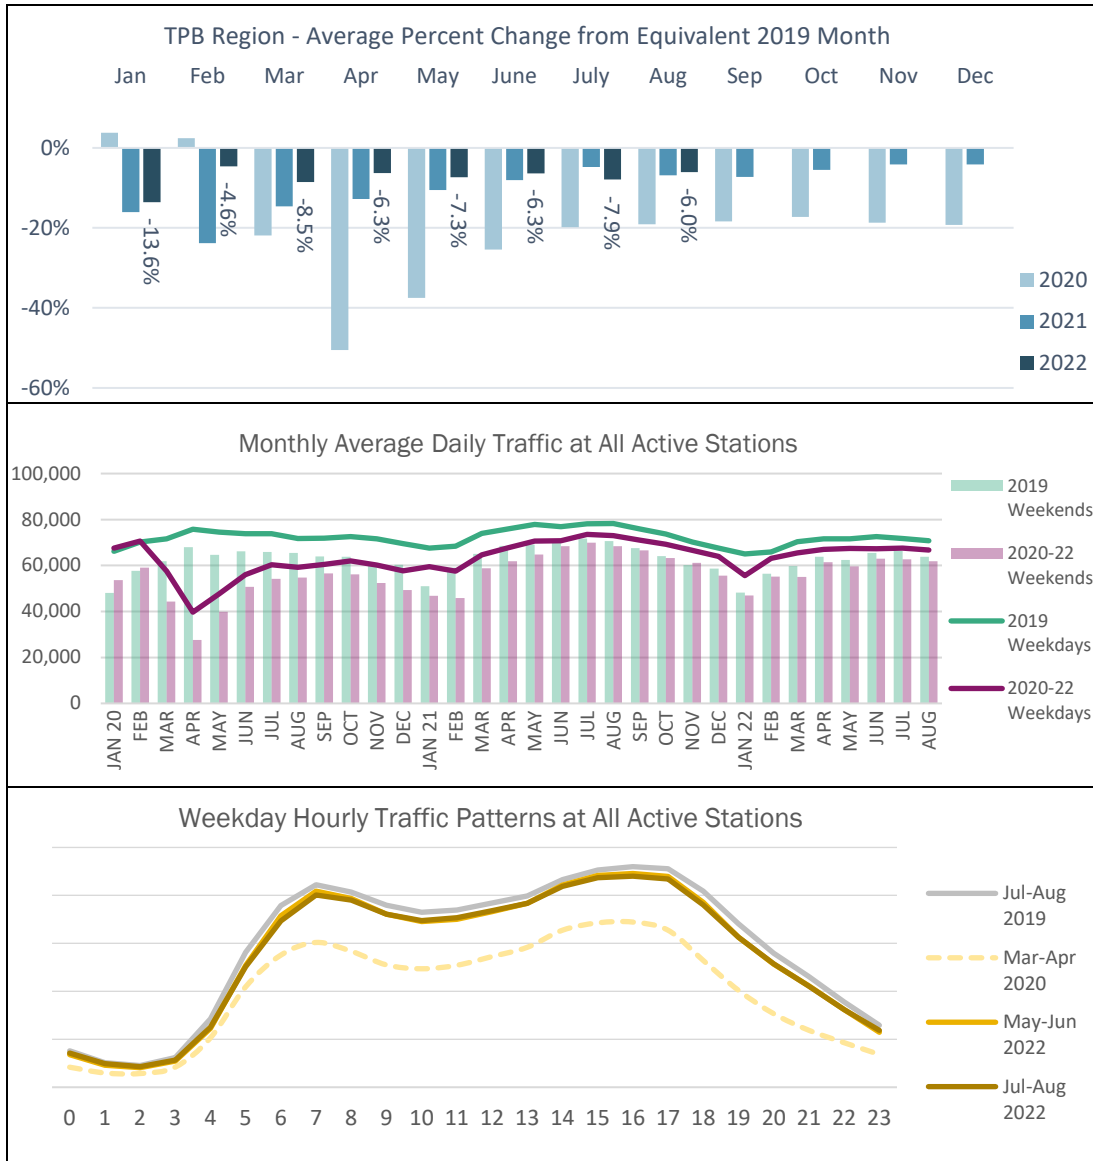 TPB Region - Average Percent Change from Equivalent 2019 Month
Jan Feb Mar Apr May June July Aug Sep Oct Nov Dec
0%
-20%
-40%
-60%
-13.6%
-4.6%
-8.5%
-6.3%
-7.3%
-6.3%
-7.9%
-6.0%
2020
2021
2022
Monthly Average Daily Traffic at All Active Stations
100,000
80,000
60,000
40,000
20,000
0
JAN 20 FEB MAR APR MAY JUN JUL AUG SEP OCT NOV DEC JAN 21 FEB MAR APR MAY JUN JUL AUG SEP OCT NOV DEC JAN 22 FEB MAR APR MAY JUN JUL AUG
2019
Weekends
2020-22
Weekends
2019
Weekdays
2020-22
Weekdays
Weekday Hourly Traffic Patterns at All Active Stations
0 1 2 3 4 5 6 7 8 9 10 11 12 13 14 15 16 17 18 19 20 21 22 23
Jul-Aug
2019
Mar-Apr
2020
May-Jun
2022
Jul-Aug
2022